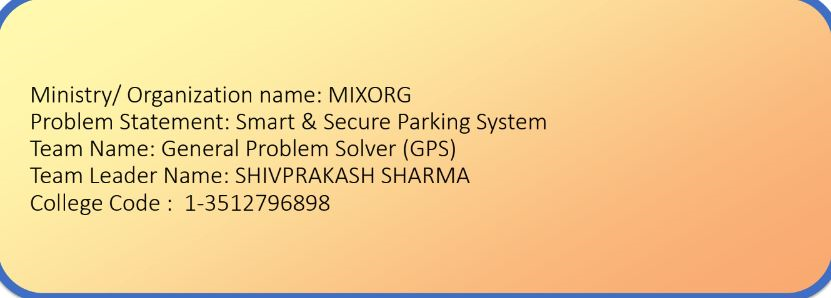 Ministry/ Organization name: MIXORG
Problem Statement: Smart & Secure Parking System
Team Name: General Problem Solver (GPS)
Team Leader Name: SHIVPRAKASH SHARMA
College Code :  1-3512796898